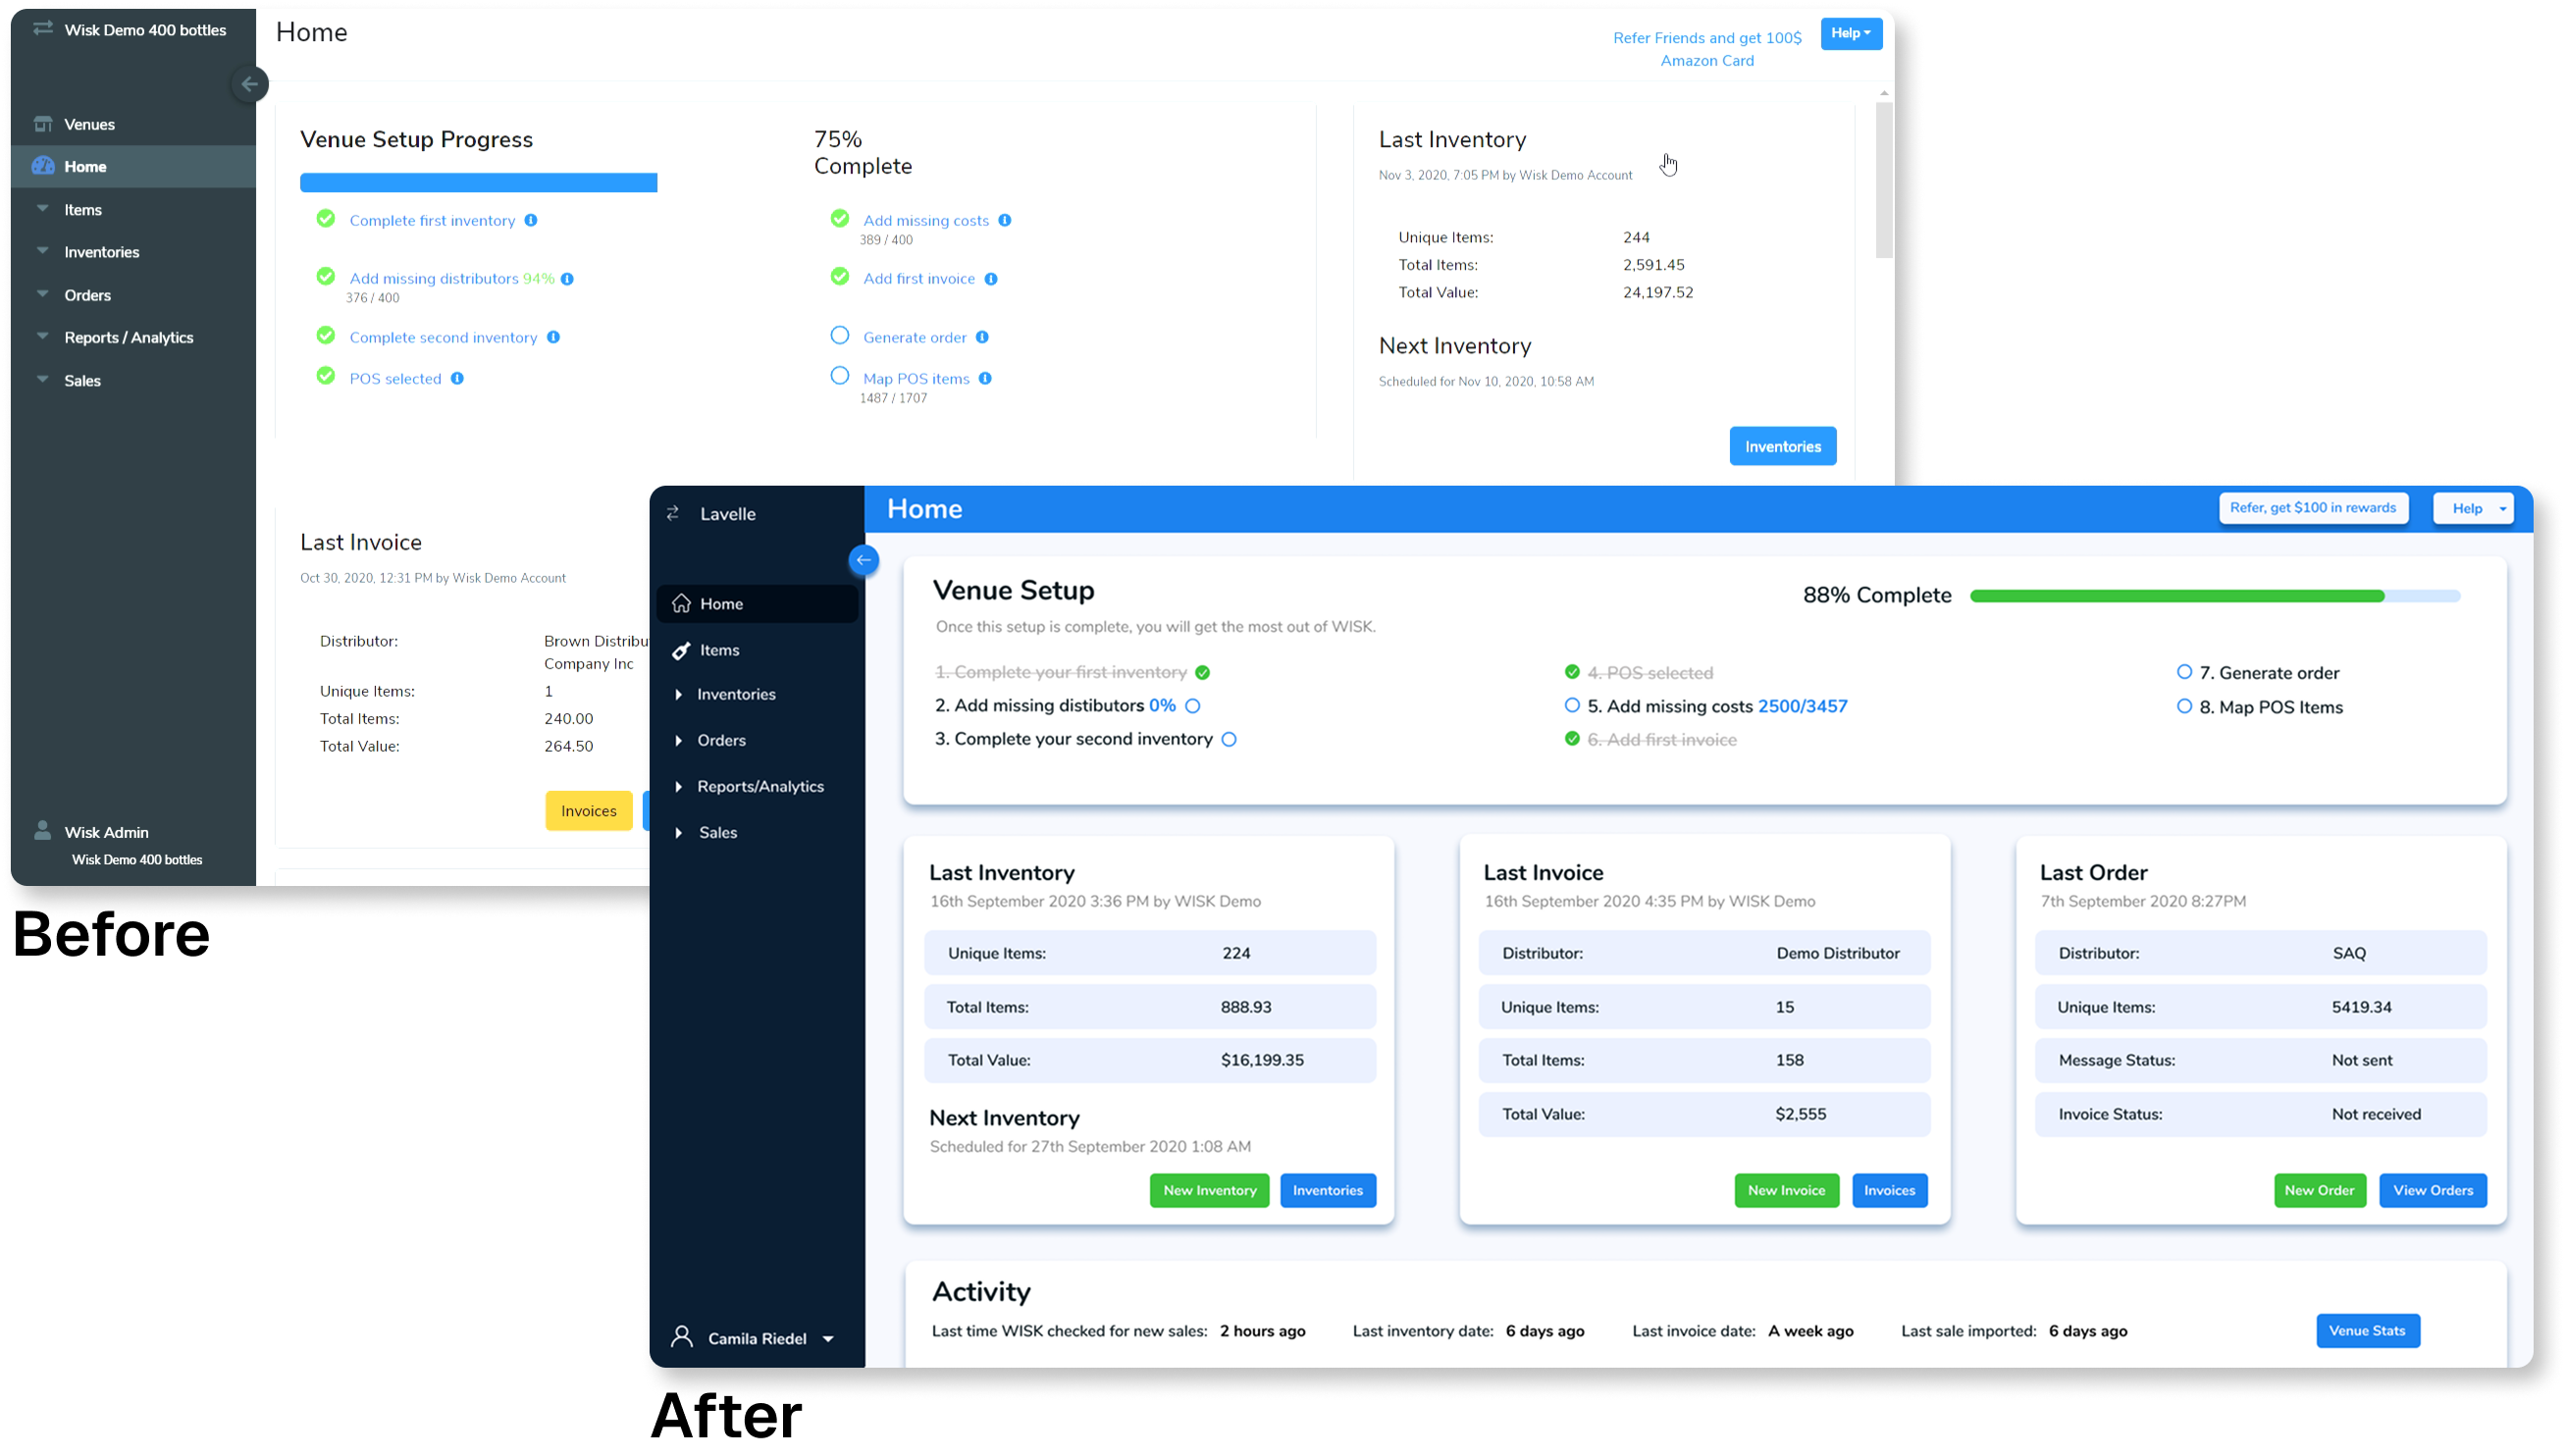 Wisk Demo 400 bottles
Home
Refer Friends and get 100$
Amazon Card
Help
Venues
Home
Items
Inventories
Orders
Reports / Analytics
Sales
Wisk Admin
Wisk Demo 400 bottles
Venue Setup Progress
75%
Complete
Complete first inventory
Add missing costs
389 / 400
Add missing distributors 94%
376 / 400
Add first invoice
Complete second inventory
Generate order
POS selected
Map POS items
1487 / 1707
Last Inventory
Nov 3, 2020, 7:05 PM by Wisk Demo Account
Unique Items: 244
Total Items: 2,591.45
Total Value: 24,197.52
Next Inventory
Scheduled for Nov 10, 2020, 10:58 AM
Inventories
Last Invoice
Oct 30, 2020, 12:31 PM by Wisk Demo Account
Distributor: Brown Distribu
Company Inc
Unique Items: 1
Total Items: 240.00
Total Value: 264.50
Invoices
Before
Lavelle
Home
Refer, get $100 in rewards
Help
Home
Items
Inventories
Orders
Reports/Analytics
Sales
Camila Riedel
Venue Setup
88% Complete
Once this setup is complete, you will get the most out of WISK.
1. Complete your first inventory
2. Add missing distibutors 0%
3. Complete your second inventory
4. POS selected
5. Add missing costs 2500/3457
6. Add first invoice
7. Generate order
8. Map POS Items
Last Inventory
16th September 2020 3:36 PM by WISK Demo
Unique Items: 224
Total Items: 888.93
Total Value: $16,199.35
Next Inventory
Scheduled for 27th September 2020 1:08 AM
New Inventory
Inventories
Last Invoice
16th September 2020 4:35 PM by WISK Demo
Distributor: Demo Distributor
Unique Items: 15
Total Items: 158
Total Value: $2,555
New Invoice
Invoices
Last Order
7th September 2020 8:27PM
Distributor: SAQ
Unique Items: 5419.34
Message Status: Not sent
Invoice Status: Not received
New Order
View Orders
Activity
Last time WISK checked for new sales: 2 hours ago
Last inventory date: 6 days ago
Last invoice date: A week ago
Last sale imported: 6 days ago
Venue Stats
After